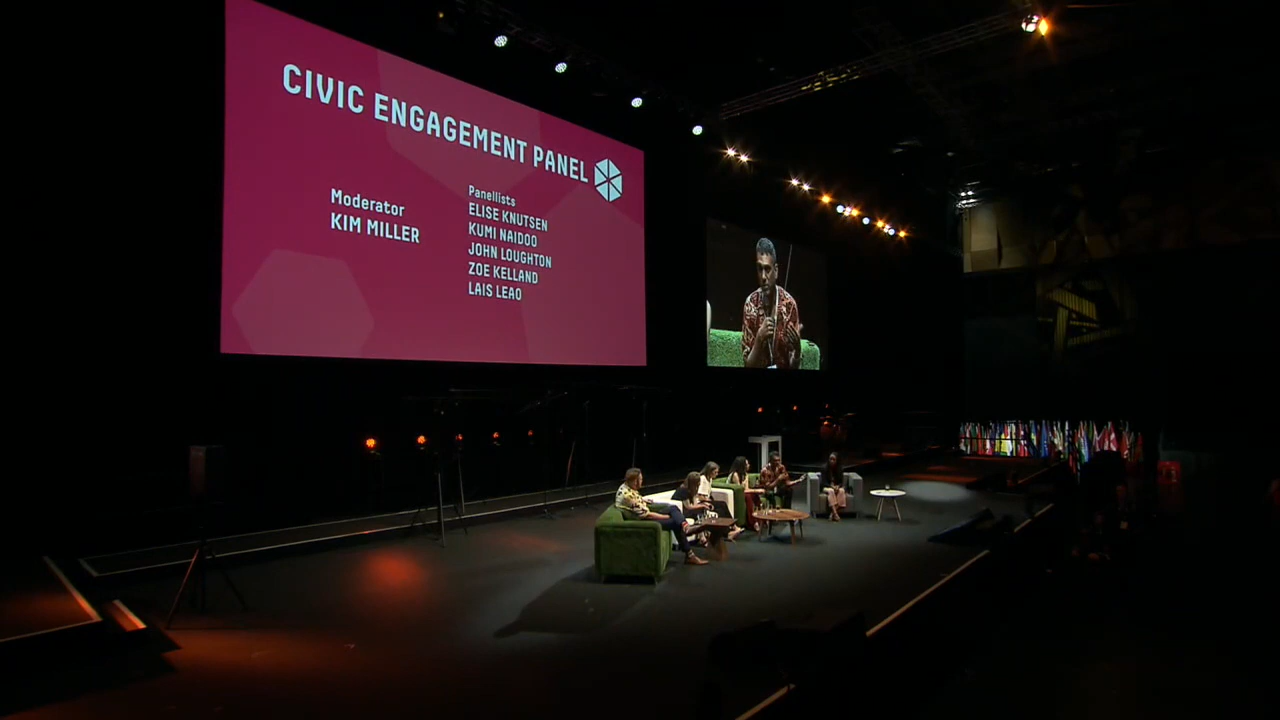 CIVIC ENGAGEMENT PANEL
Moderator
KIM MILLER
Panellists
ELISE KNUTSEN
KUMI NAIDOO
JOHN LOUGHTON
ZOE KELLAND
LAIS LEAO